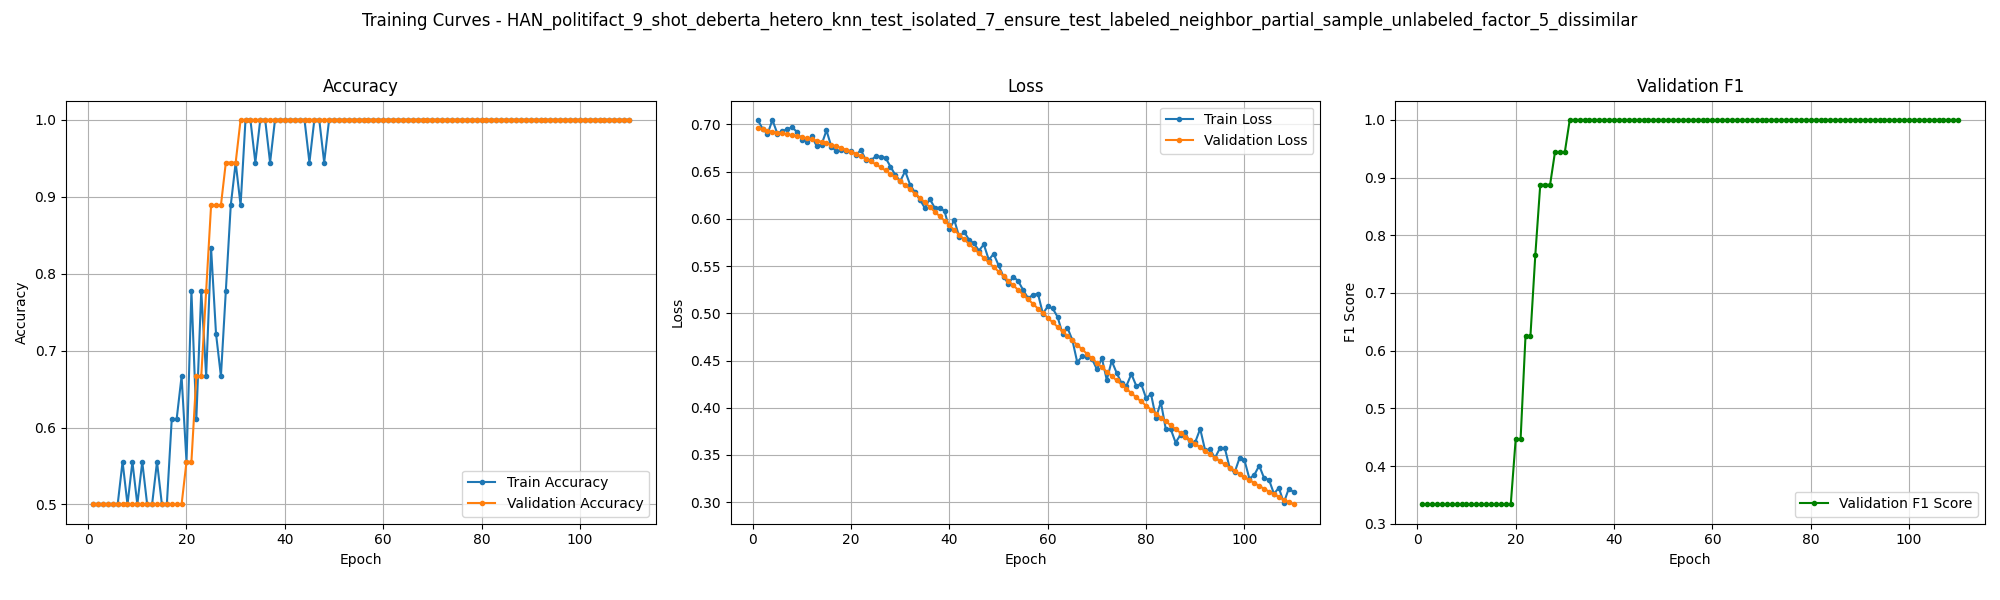 Training Curves - HAN_politifact_9_shot_deberta_hetero_knn_test_isolated_7_ensure_test_labeled_neighbor_partial_sample_unlabeled_factor_5_dissimilar
Accuracy
1.0
0.9
0.8
0.7
0.6
0.5
Accuracy
0 20 40 60 80 100
Epoch
Train Accuracy
Validation Accuracy
Loss
0.70
0.65
0.60
0.55
0.50
0.45
0.40
0.35
0.30
Loss
0 20 40 60 80 100
Epoch
Train Loss
Validation Loss
Validation F1
1.0
0.9
0.8
0.7
0.6
0.5
0.4
0.3
F1 Score
0 20 40 60 80 100
Epoch
Validation F1 Score